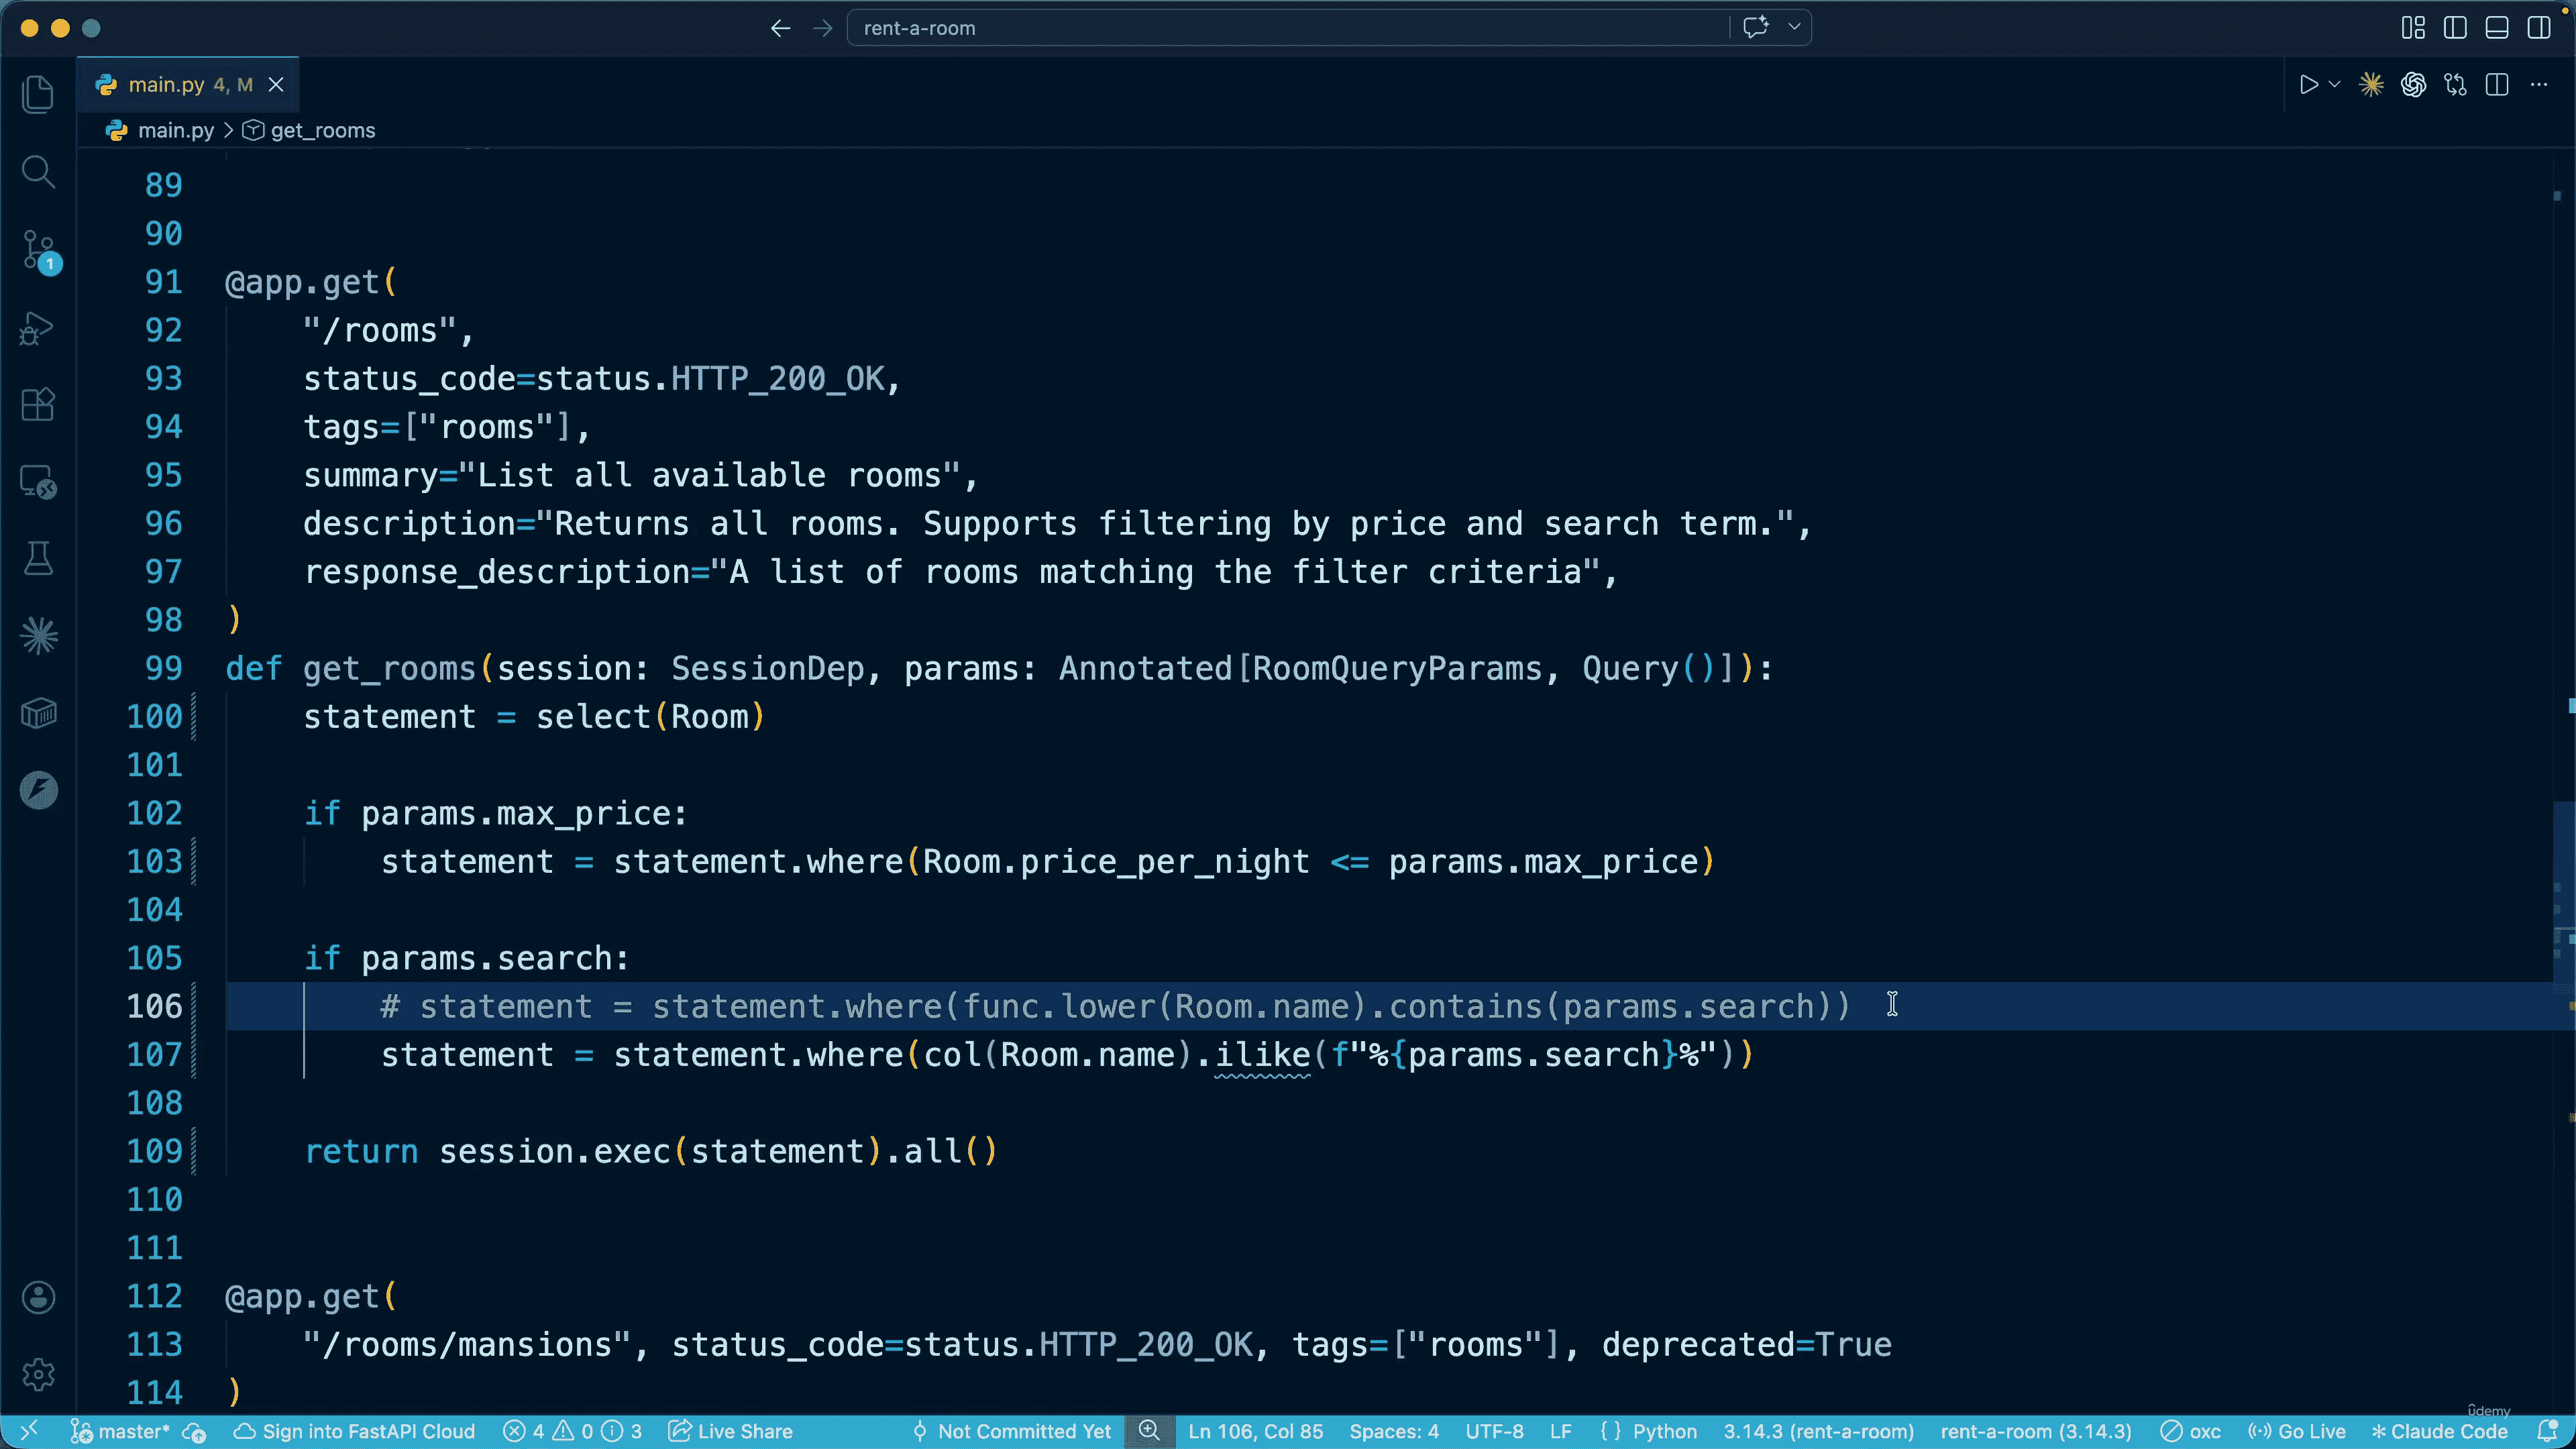 rent-a-room
main.py 4, M
main.py > get_rooms
89
90
91 @app.get(
92 "/rooms",
93 status_code=status.HTTP_200_OK,
94 tags=["rooms"],
95 summary="List all available rooms",
96 description="Returns all rooms. Supports filtering by price and search term.",
97 response_description="A list of rooms matching the filter criteria",
98 )
99 def get_rooms(session: SessionDep, params: Annotated[RoomQueryParams, Query()]):
100 statement = select(Room)
101
102 if params.max_price:
103 statement = statement.where(Room.price_per_night <= params.max_price)
104
105 if params.search:
106 # statement = statement.where(func.lower(Room.name).contains(params.search))
107 statement = statement.where(col(Room.name).ilike(f"%{params.search}%"))
108
109 return session.exec(statement).all()
110
111
112 @app.get(
113 "/rooms/mansions", status_code=status.HTTP_200_OK, tags=["rooms"], deprecated=True
114 )
1
udemy
master* Sign into FastAPI Cloud 4 0 3 Live Share Not Committed Yet Ln 106, Col 85 Spaces: 4 UTF-8 LF { } Python 3.14.3 (rent-a-room) rent-a-room (3.14.3) oxc Go Live Claude Code